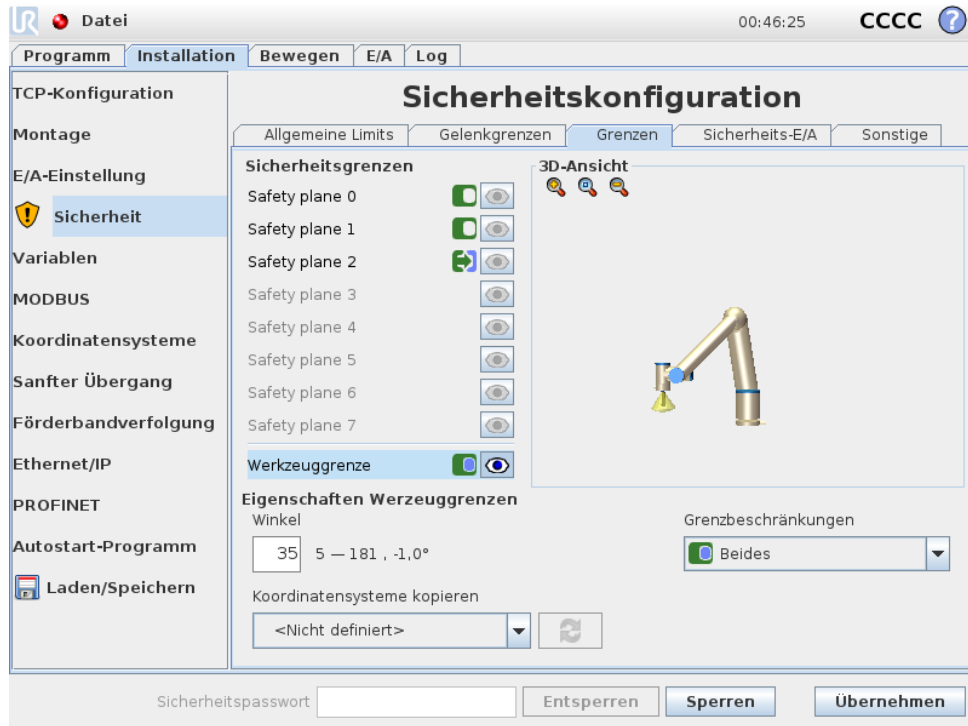 UR Datei 00:46:25 CCCC ?
Programm Installation Bewegen E/A Log
TCP-Konfiguration
Montage
E/A-Einstellung
Sicherheit
Variablen
MODBUS
Koordinatensysteme
Sanfter Übergang
Förderbandverfolgung
Ethernet/IP
PROFINET
Autostart-Programm
Laden/Speichern
Sicherheitskonfiguration
Allgemeine Limits Gelenkgrenzen Grenzen Sicherheits-E/A Sonstige
Sicherheitsgrenzen
Safety plane 0
Safety plane 1
Safety plane 2
Safety plane 3
Safety plane 4
Safety plane 5
Safety plane 6
Safety plane 7
Werkzeuggrenze
3D-Ansicht
Eigenschaften Werzeuggrenzen
Winkel
35 5 — 181 , -1,0°
Grenzbeschränkungen
Beides
Koordinatensysteme kopieren
<Nicht definiert>
Sicherheitspasswort Entsperren Sperren Übernehmen